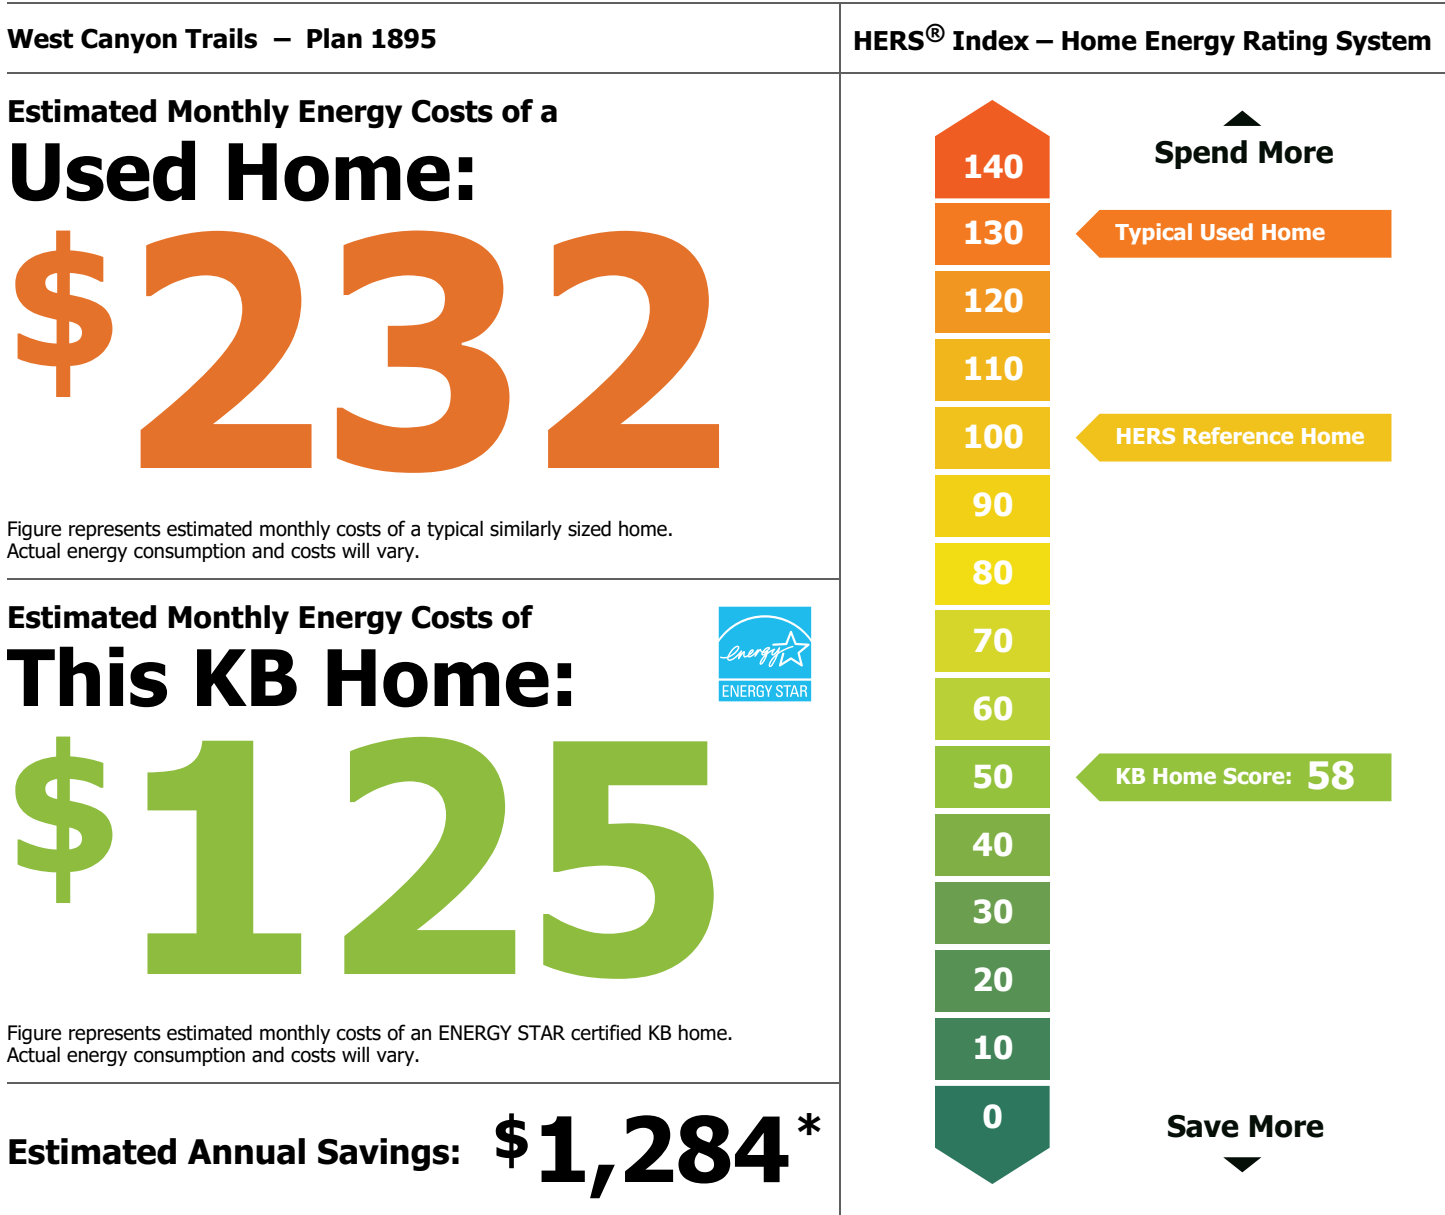 West Canyon Trails – Plan 1895
Estimated Monthly Energy Costs of a
Used Home:
$232
Figure represents estimated monthly costs of a typical similarly sized home.
Actual energy consumption and costs will vary.
Estimated Monthly Energy Costs of
This KB Home:
energy
ENERGY STAR
$125
Figure represents estimated monthly costs of an ENERGY STAR certified KB home.
Actual energy consumption and costs will vary.
Estimated Annual Savings: $1,284*
HERS® Index – Home Energy Rating System
Spend More
140
130 Typical Used Home
120
110
100 HERS Reference Home
90
80
70
60
50 KB Home Score: 58
40
30
20
10
0
Save More